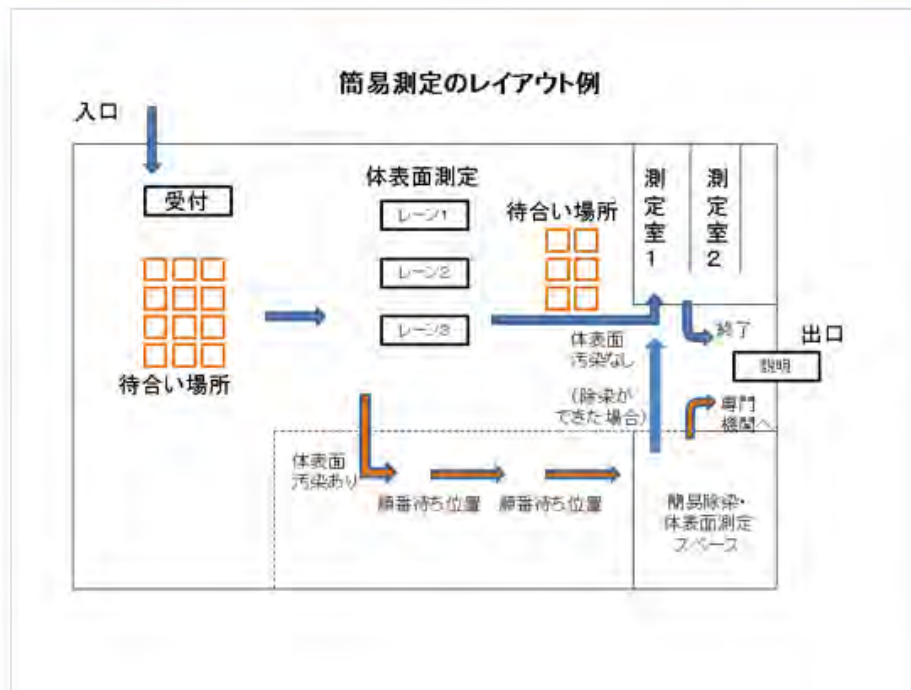 簡易測定のレイアウト例
入口
受付
待合い場所
体表面測定
レーン1
レーン2
レーン3
待合い場所
測定室1
測定室2
体表面
汚染なし
(除染が
できた場合)
終了
出口
説明
専門
機関へ
体表面
汚染あり
順番待ち位置
順番待ち位置
簡易除染・
体表面測定
スペース